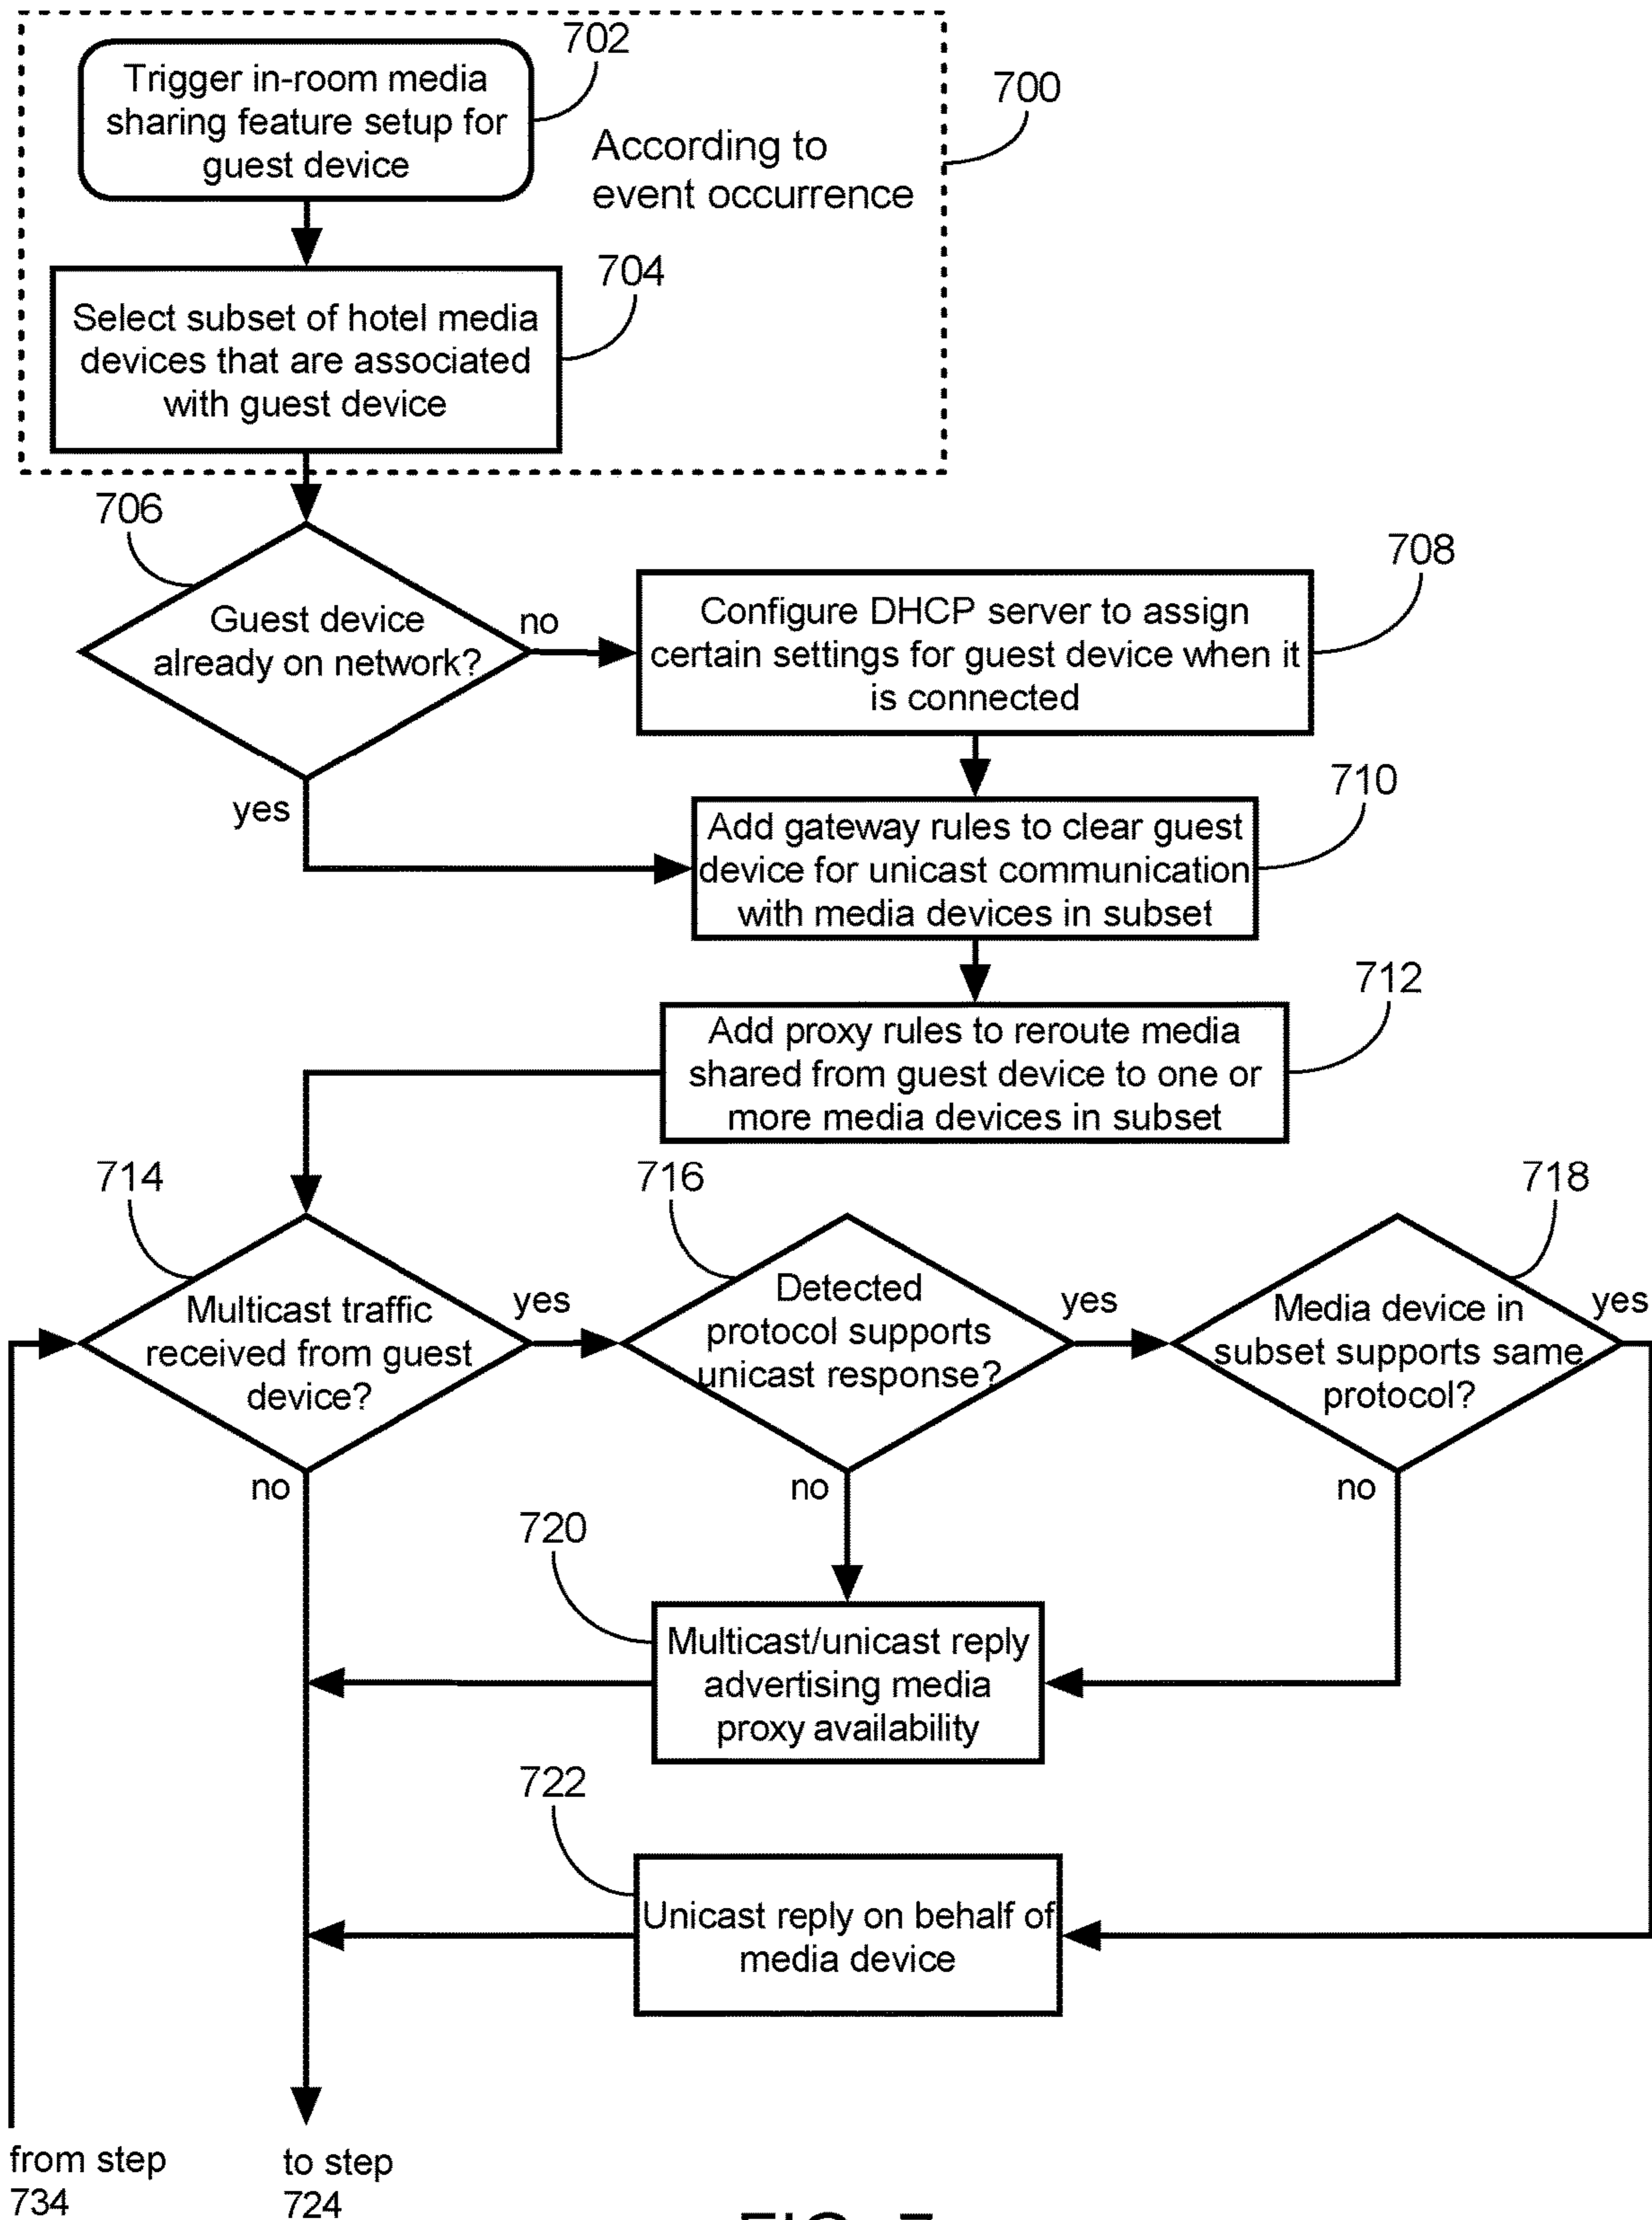 702
Trigger in-room media
sharing feature setup for
guest device
700
According to
event occurrence
704
Select subset of hotel media
devices that are associated
with guest device
706
Guest device
already on network?
no
yes
708
Configure DHCP server to assign
certain settings for guest device when it
is connected
710
Add gateway rules to clear guest
device for unicast communication
with media devices in subset
712
Add proxy rules to reroute media
shared from guest device to one or
more media devices in subset
714
Multicast traffic
received from guest
device?
yes
no
716
Detected
protocol supports
unicast response?
yes
no
718
Media device in
subset supports same
protocol?
yes
no
720
Multicast/unicast reply
advertising media
proxy availability
722
Unicast reply on behalf of
media device
from step
734
to step
724